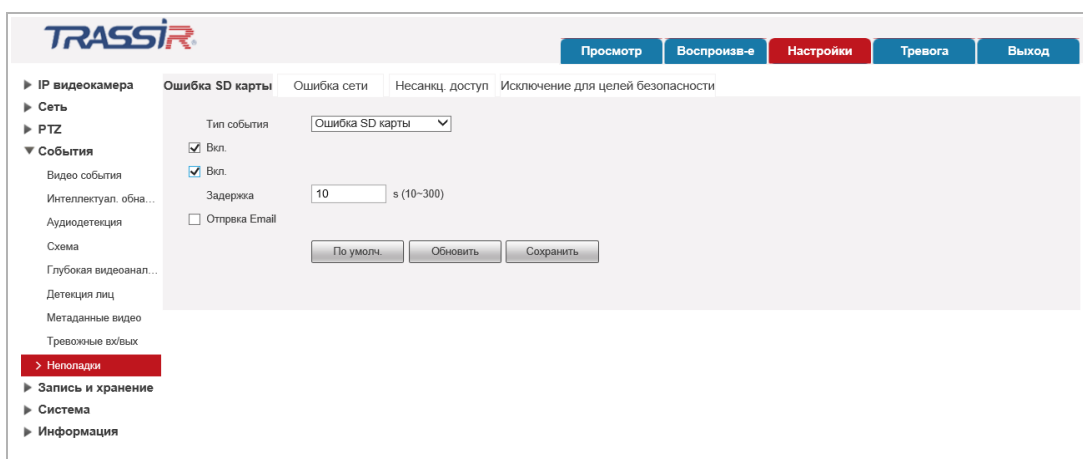 TRASSIR
Просмотр
Воспроизв-е
Настройки
Тревога
Выход
IP видеокамера
Сеть
PTZ
События
Видео события
Интеллектуал. обна...
Аудиодетекция
Схема
Глубокая видеоанал...
Детекция лиц
Метаданные видео
Тревожные вх/вых
Неполадки
Запись и хранение
Система
Информация
Ошибка SD карты
Ошибка сети
Несанкц. доступ
Исключение для целей безопасности
Тип события
Ошибка SD карты
Вкл.
Вкл.
Задержка 10 s (10~300)
Отпрвка Email
По умолч.
Обновить
Сохранить